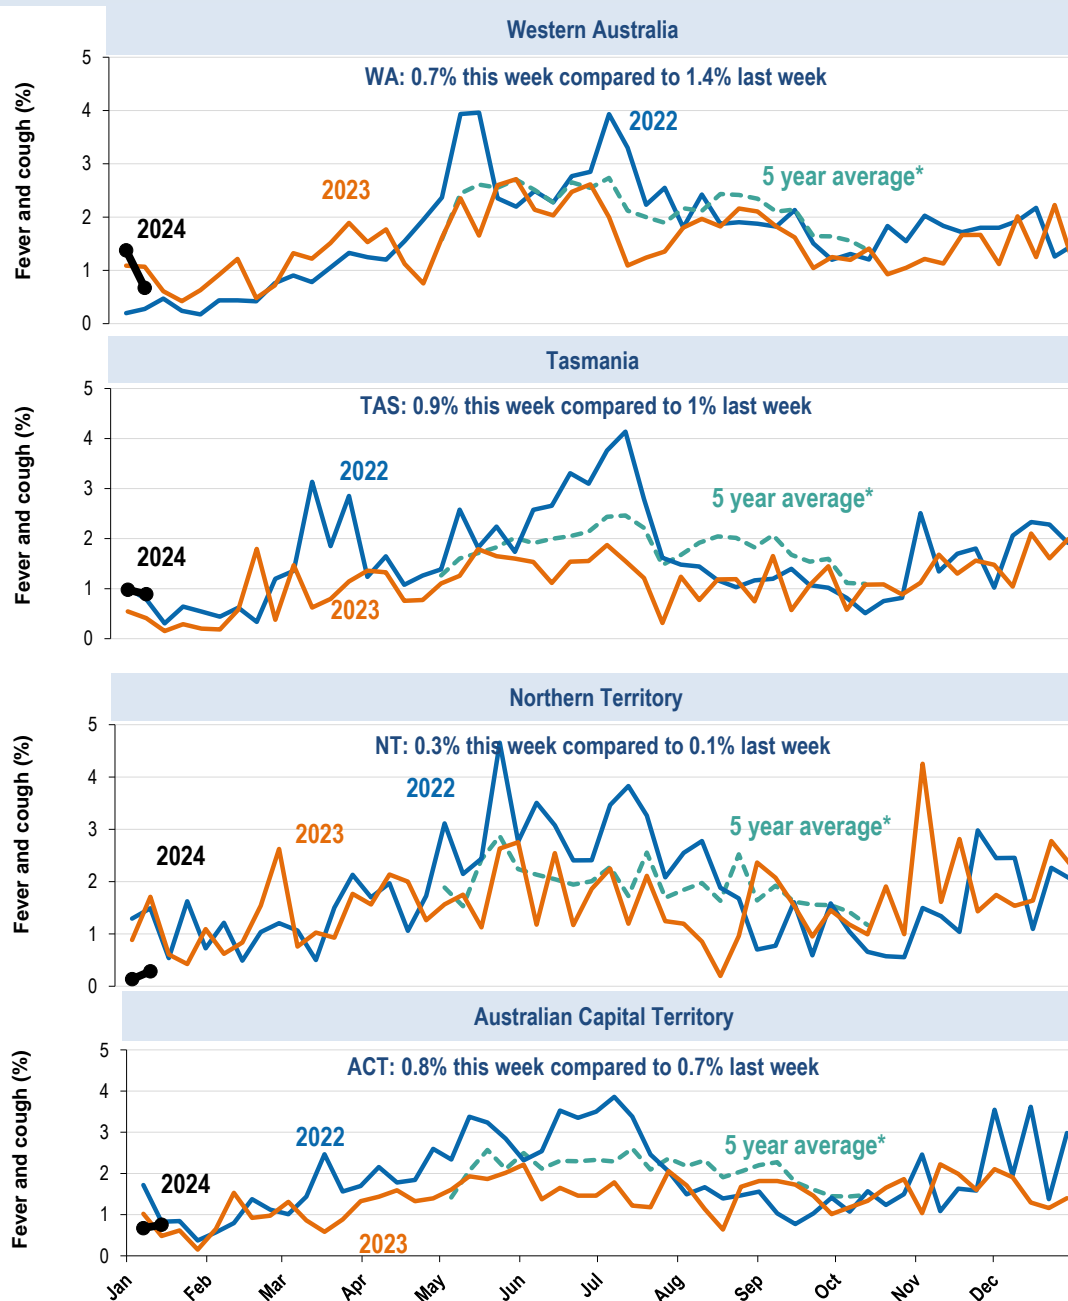 Western Australia
Fever and cough (%)
5
4
3
2
1
0
WA: 0.7% this week compared to 1.4% last week
2022
5 year average*
2023
2024
Tasmania
Fever and cough (%)
5
4
3
2
1
0
TAS: 0.9% this week compared to 1% last week
2022
5 year average*
2024
2023
Northern Territory
Fever and cough (%)
5
4
3
2
1
0
NT: 0.3% this week compared to 0.1% last week
2022
5 year average*
2023
2024
Australian Capital Territory
Fever and cough (%)
5
4
3
2
1
0
ACT: 0.8% this week compared to 0.7% last week
2022
5 year average*
2024
2023
Jan
Feb
Mar
Apr
May
Jun
Jul
Aug
Sep
Oct
Nov
Dec